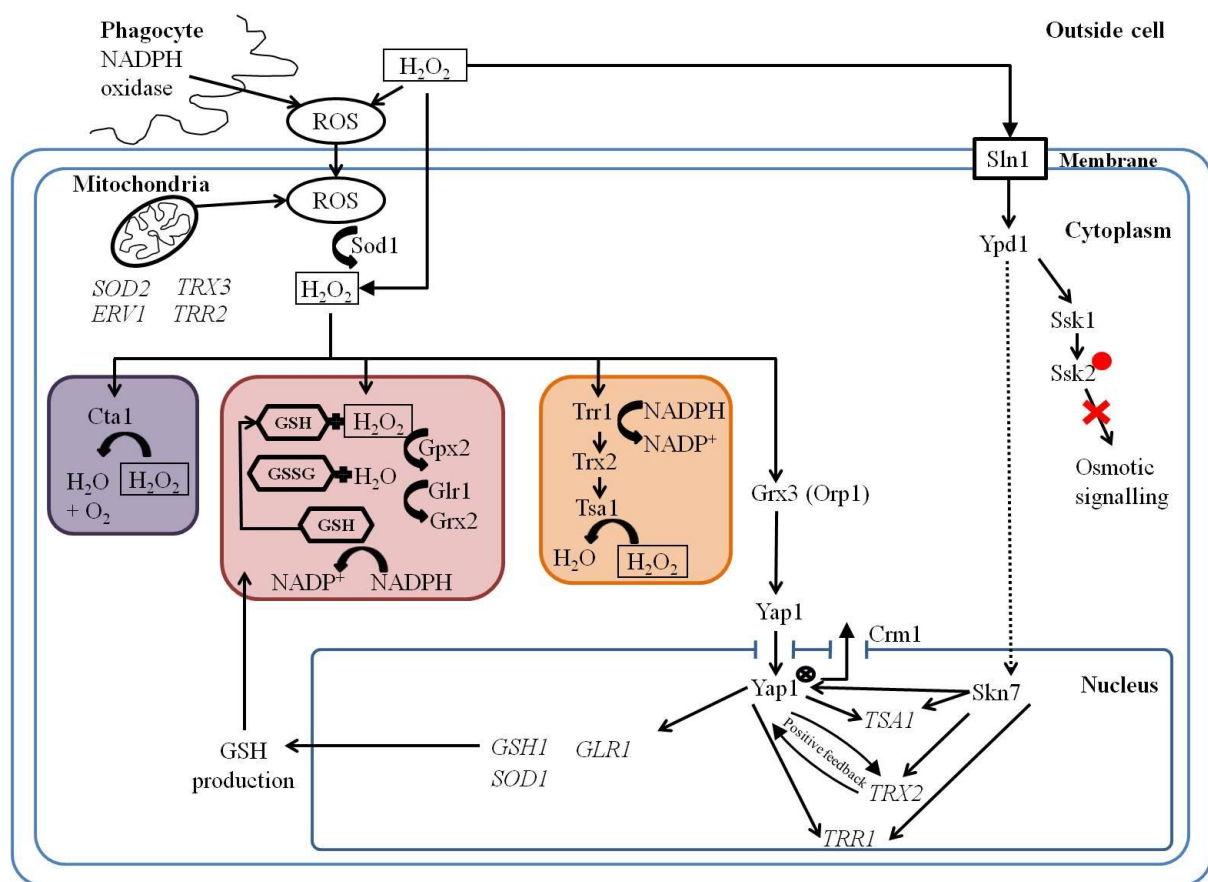 Phagocyte
NADPH
oxidase
H₂O₂
Outside cell
ROS
Sln1
Membrane
Mitochondria
ROS
Sod1
Ypd1
Cytoplasm
SOD2 TRX3
ERV1 TRR2
H₂O₂
Ssk1
Ssk2
Osmotic
signalling
Cta1
H₂O
+ O₂
H₂O₂
GSH
H₂O₂
Gpx2
GSSG
H₂O
Glr1
Grx2
GSH
NADP⁺ NADPH
Trr1
NADPH
NADP⁺
Trx2
Tsa1
H₂O
H₂O₂
Grx3 (Orp1)
Yap1
Crm1
Yap1
Skn7
Nucleus
TSA1
Positive feedback
TRX2
TRR1
GSH1 GLR1
SOD1
GSH
production